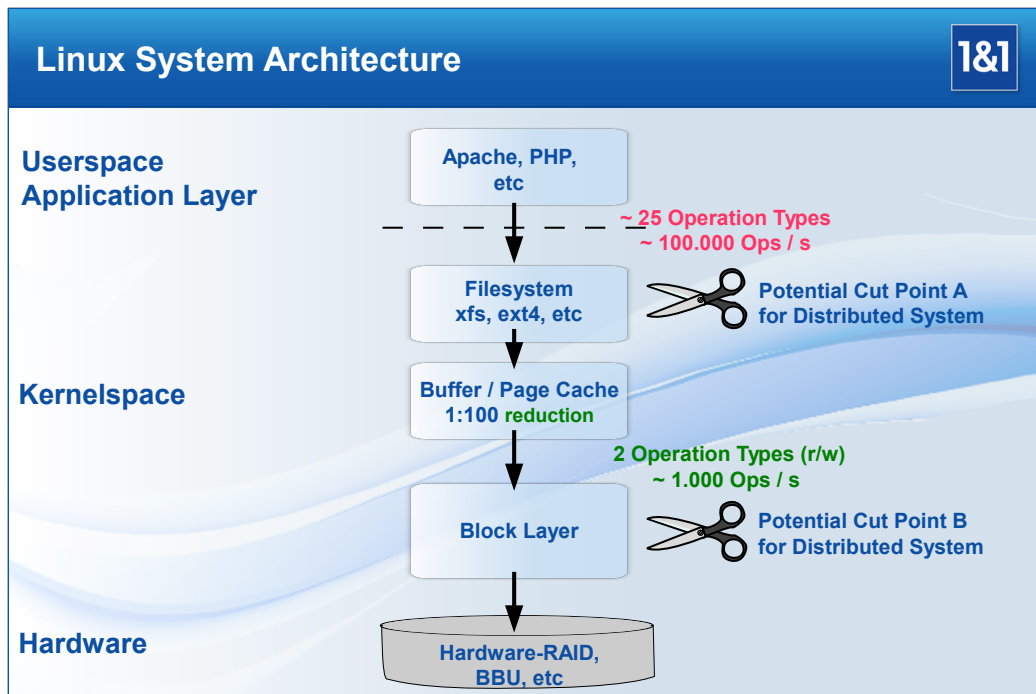 Linux System Architecture
1&1
Userspace
Application Layer
Apache, PHP,
etc
~ 25 Operation Types
~ 100.000 Ops / s
Filesystem
xfs, ext4, etc
Potential Cut Point A
for Distributed System
Kernelspace
Buffer / Page Cache
1:100 reduction
2 Operation Types (r/w)
~ 1.000 Ops / s
Block Layer
Potential Cut Point B
for Distributed System
Hardware
Hardware-RAID,
BBU, etc